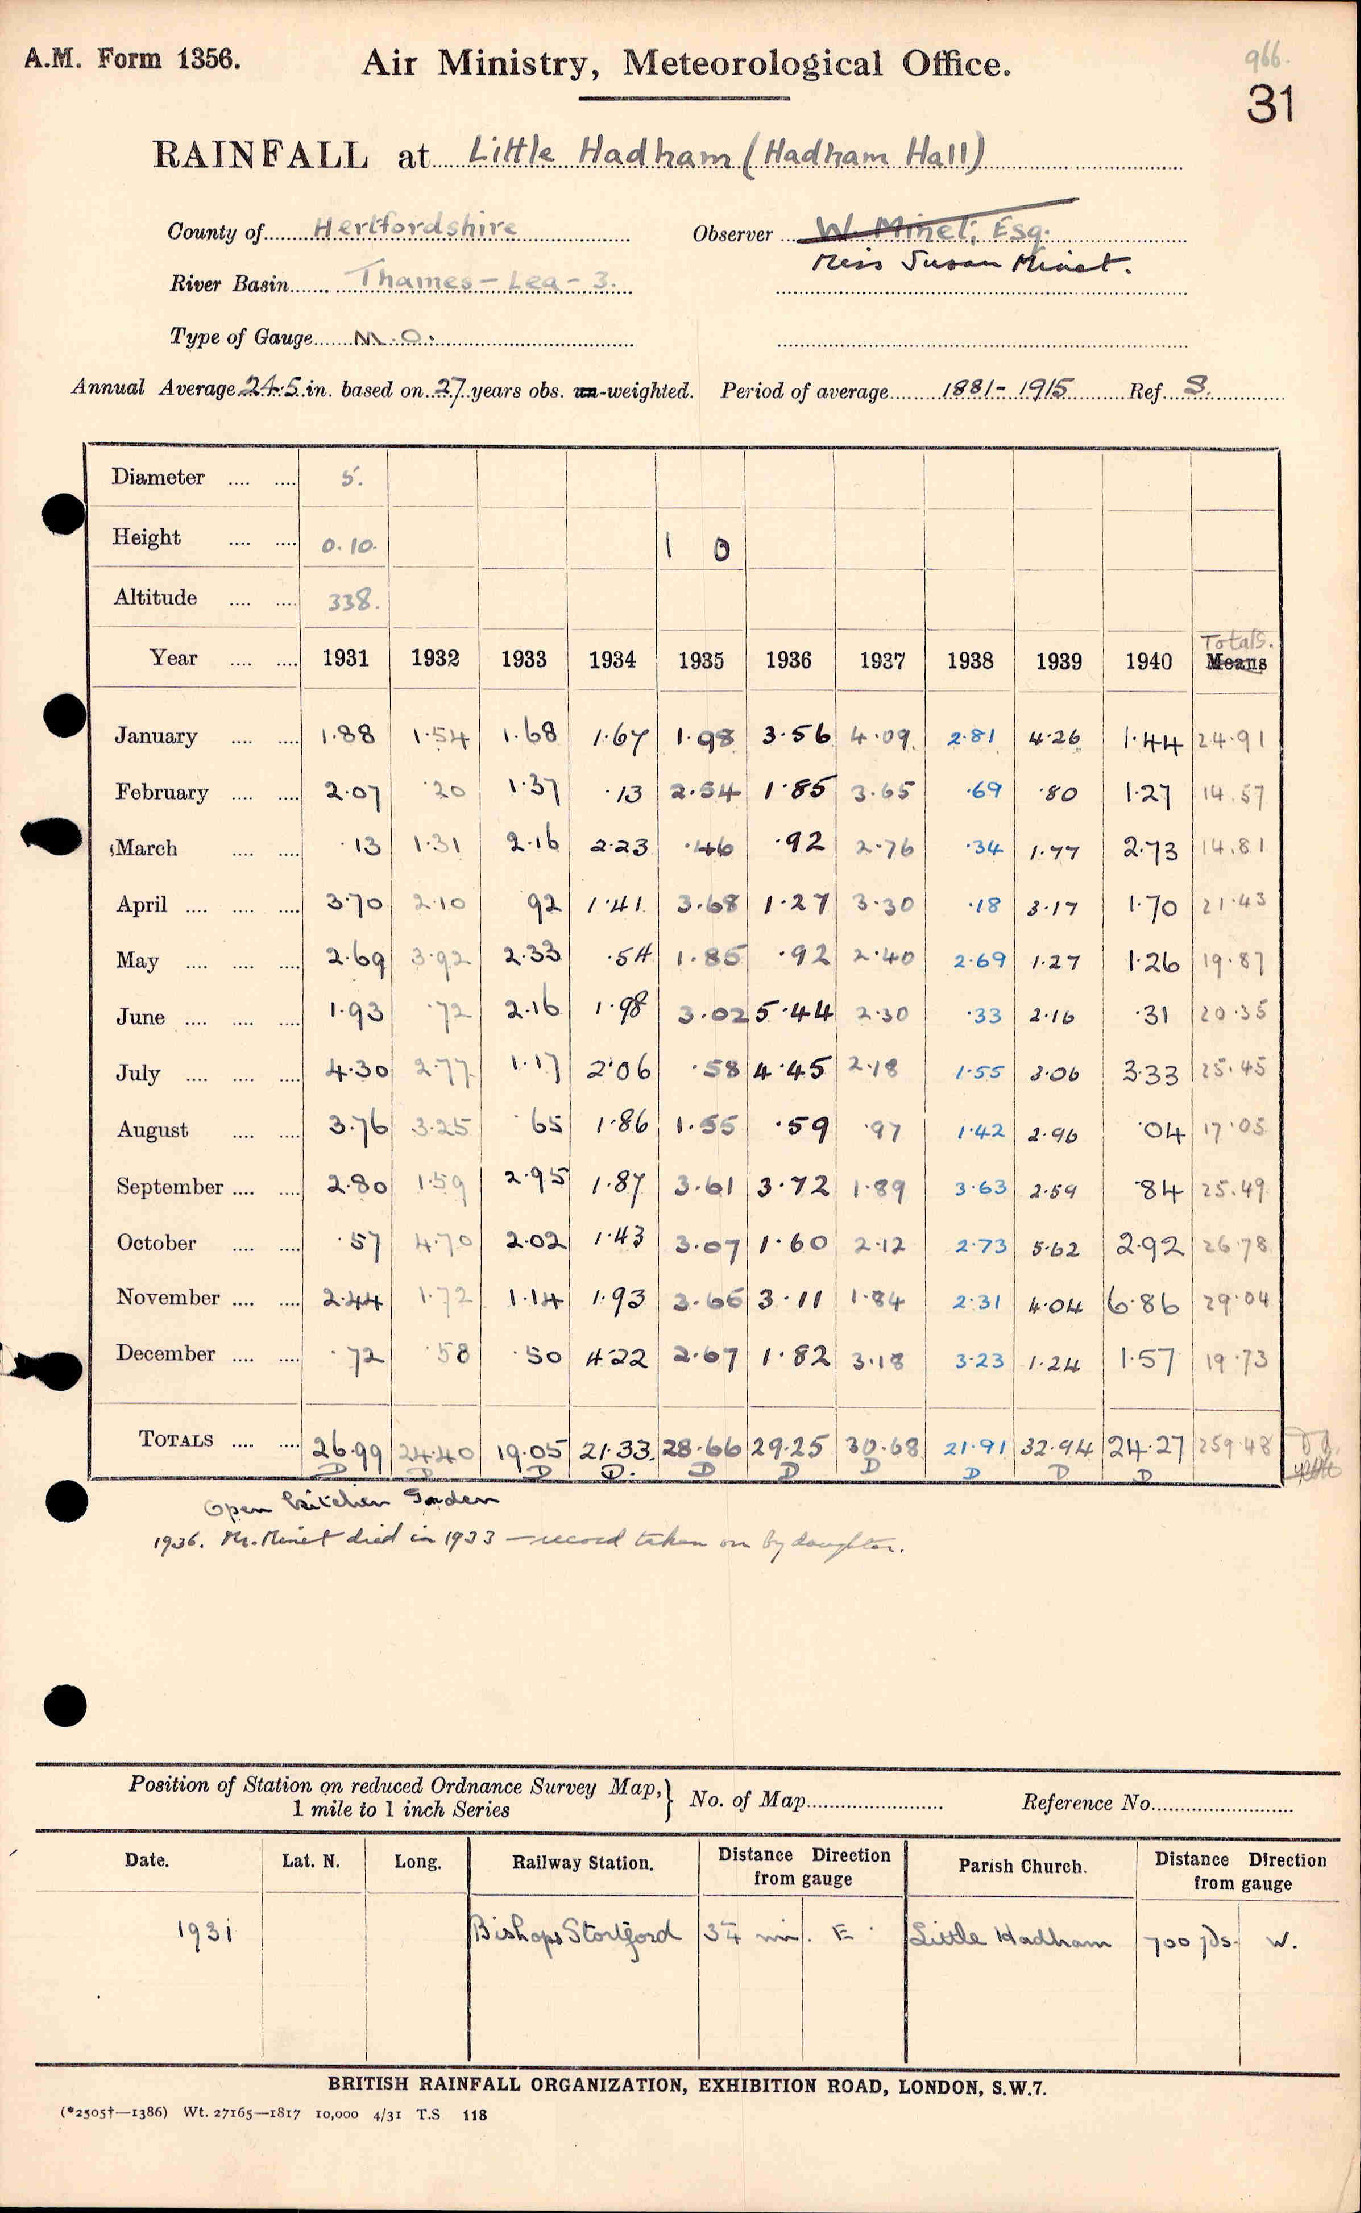 A.M. Form 1356.
Air Ministry, Meteorological Office.
966.
31
RAINFALL at Little Hadham (Hadham Hall)
County of Hertfordshire Observer W. Minet, Esq.
Miss Susan Minet.
River Basin Thames - Lea - 3.
Type of Gauge M.O.
Annual Average 24.5 in. based on 27 years obs. un-weighted. Period of average 1881-1915 Ref. S.
Diameter .... .... 5.
Height .... .... 0.10. 1 0
Altitude .... .... 338.
Totals.
Year .... .... 1931 1932 1933 1934 1935 1936 1937 1938 1939 1940 Means
January .... .... 1.88 1.54 1.68 1.67 1.98 3.56 4.09 2.81 4.26 1.44 24.91
February .... .... 2.07 .20 1.37 .13 2.54 1.85 3.65 .69 .80 1.27 14.57
March .... .... .13 1.31 2.16 2.23 .46 .92 2.76 .34 1.77 2.73 14.81
April .... .... .... 3.70 2.10 92 1.41 3.68 1.27 3.30 .18 3.17 1.70 21.43
May .... .... .... 2.69 3.92 2.33 .54 1.85 .92 2.40 2.69 1.27 1.26 19.87
June .... .... .... 1.93 .72 2.16 1.98 3.02 5.44 2.30 .33 2.16 .31 20.35
July .... .... .... 4.30 2.77 1.17 2.06 .58 4.45 2.18 1.55 3.06 3.33 25.45
August .... .... 3.76 3.25 .65 1.86 1.55 .59 .97 1.42 2.96 .04 17.05
September .... .... 2.80 1.59 2.95 1.87 3.61 3.72 1.89 3.63 2.59 .84 25.49
October .... .... .57 4.70 2.02 1.43 3.07 1.60 2.12 2.73 5.62 2.92 26.78
November .... .... 2.44 1.72 1.14 1.93 3.65 3.11 1.84 2.31 4.04 6.86 29.04
December .... .... .72 .58 .50 4.22 2.67 1.82 3.18 3.23 1.24 1.57 19.73
TOTALS .... .... 26.99 24.40 19.05 21.33 28.66 29.25 30.68 21.91 32.94 24.27 259.48
D D D D. D D D D D D
Open kitchen Garden
1936. Mr. Minet died in 1933 — record taken on by daughter.
Position of Station on reduced Ordnance Survey Map, } No. of Map Reference No.
1 mile to 1 inch Series
Date. Lat. N. Long. Railway Station. Distance Direction from gauge Parish Church. Distance Direction from gauge
1931 Bishops Stortford mi. E. Little Hadham 700 yds. W.
BRITISH RAINFALL ORGANIZATION, EXHIBITION ROAD, LONDON, S.W.7.
(*2505†—1386) Wt. 27165—1817 10,000 4/31 T.S 118